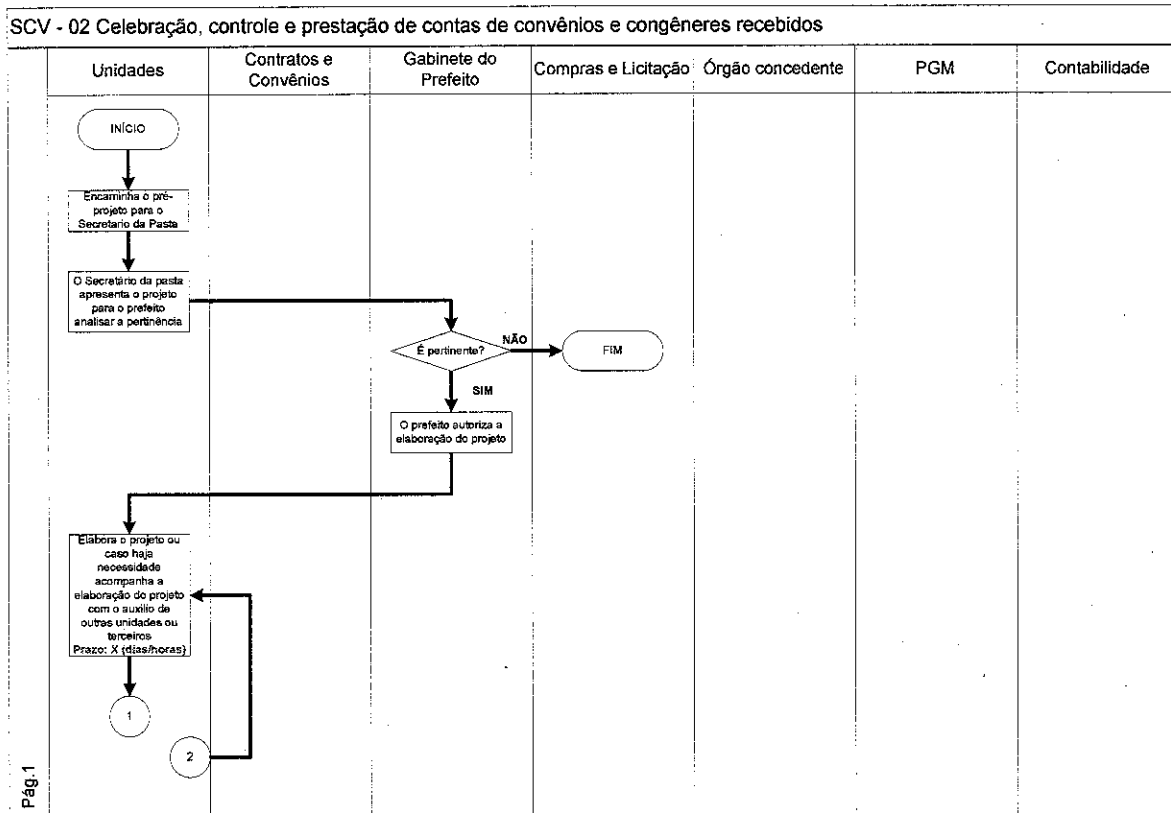 SCV - 02 Celebração, controle e prestação de contas de convênios e congêneres recebidos
Unidades
Contratos e
Convênios
Gabinete do
Prefeito
Compras e Licitação
Órgão concedente
PGM
Contabilidade
INÍCIO
Encaminha o pré-
projeto para o
Secretario da Pasta
O Secretário da pasta
apresenta o projeto
para o prefeito
analisar a pertinência
É pertinente?
NÃO
FIM
SIM
O prefeito autoriza a
elaboração do projeto
Elabora o projeto ou
caso haja
necessidade
acompanha a
elaboração do projeto
com o auxilio de
outras unidades ou
terceiros
Prazo: X (dias/horas)
1
2
Pág.1